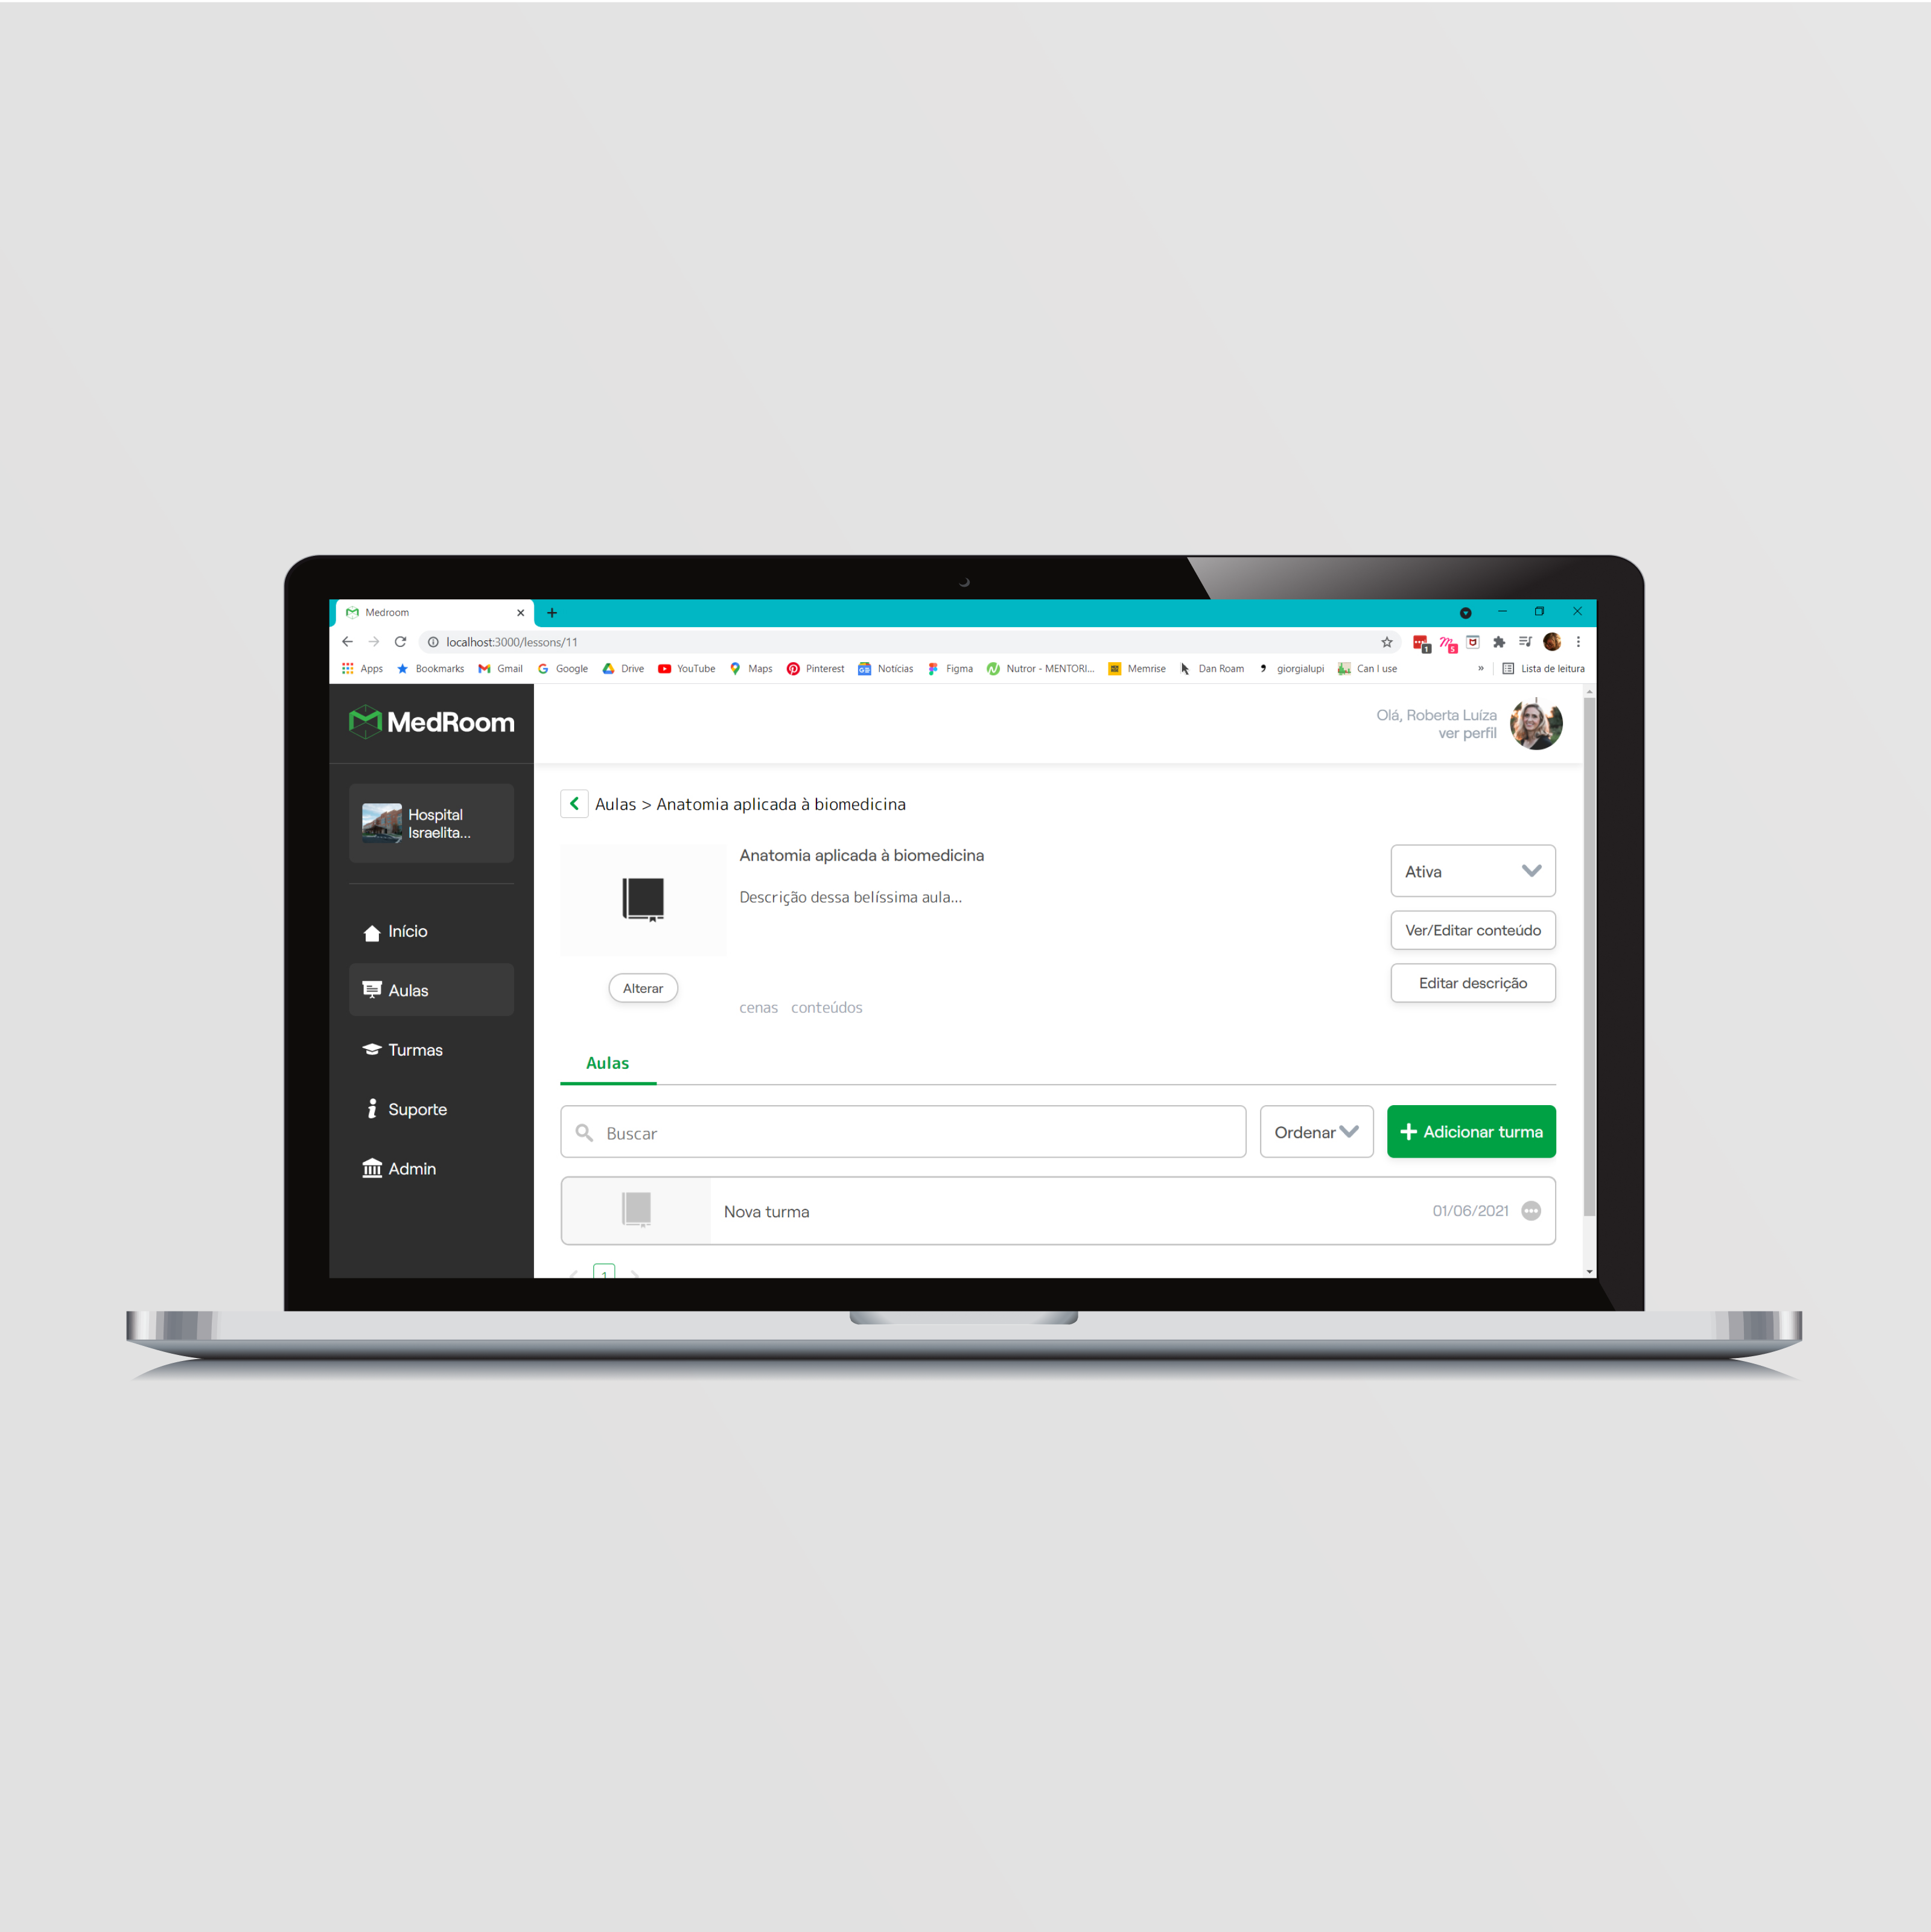 Medroom
localhost:3000/lessons/11
Apps Bookmarks Gmail Google Drive YouTube Maps Pinterest Notícias Figma Nutror - MENTORI... Memrise Dan Roam giorgialupi Can I use » Lista de leitura
1 5
MedRoom
Olá, Roberta Luíza
ver perfil
Hospital
Israelita...
Início
Aulas
Turmas
Suporte
Admin
Aulas > Anatomia aplicada à biomedicina
Anatomia aplicada à biomedicina
Descrição dessa belíssima aula...
Alterar
cenas conteúdos
Ativa
Ver/Editar conteúdo
Editar descrição
Aulas
Buscar
Ordenar
+ Adicionar turma
Nova turma
01/06/2021
1